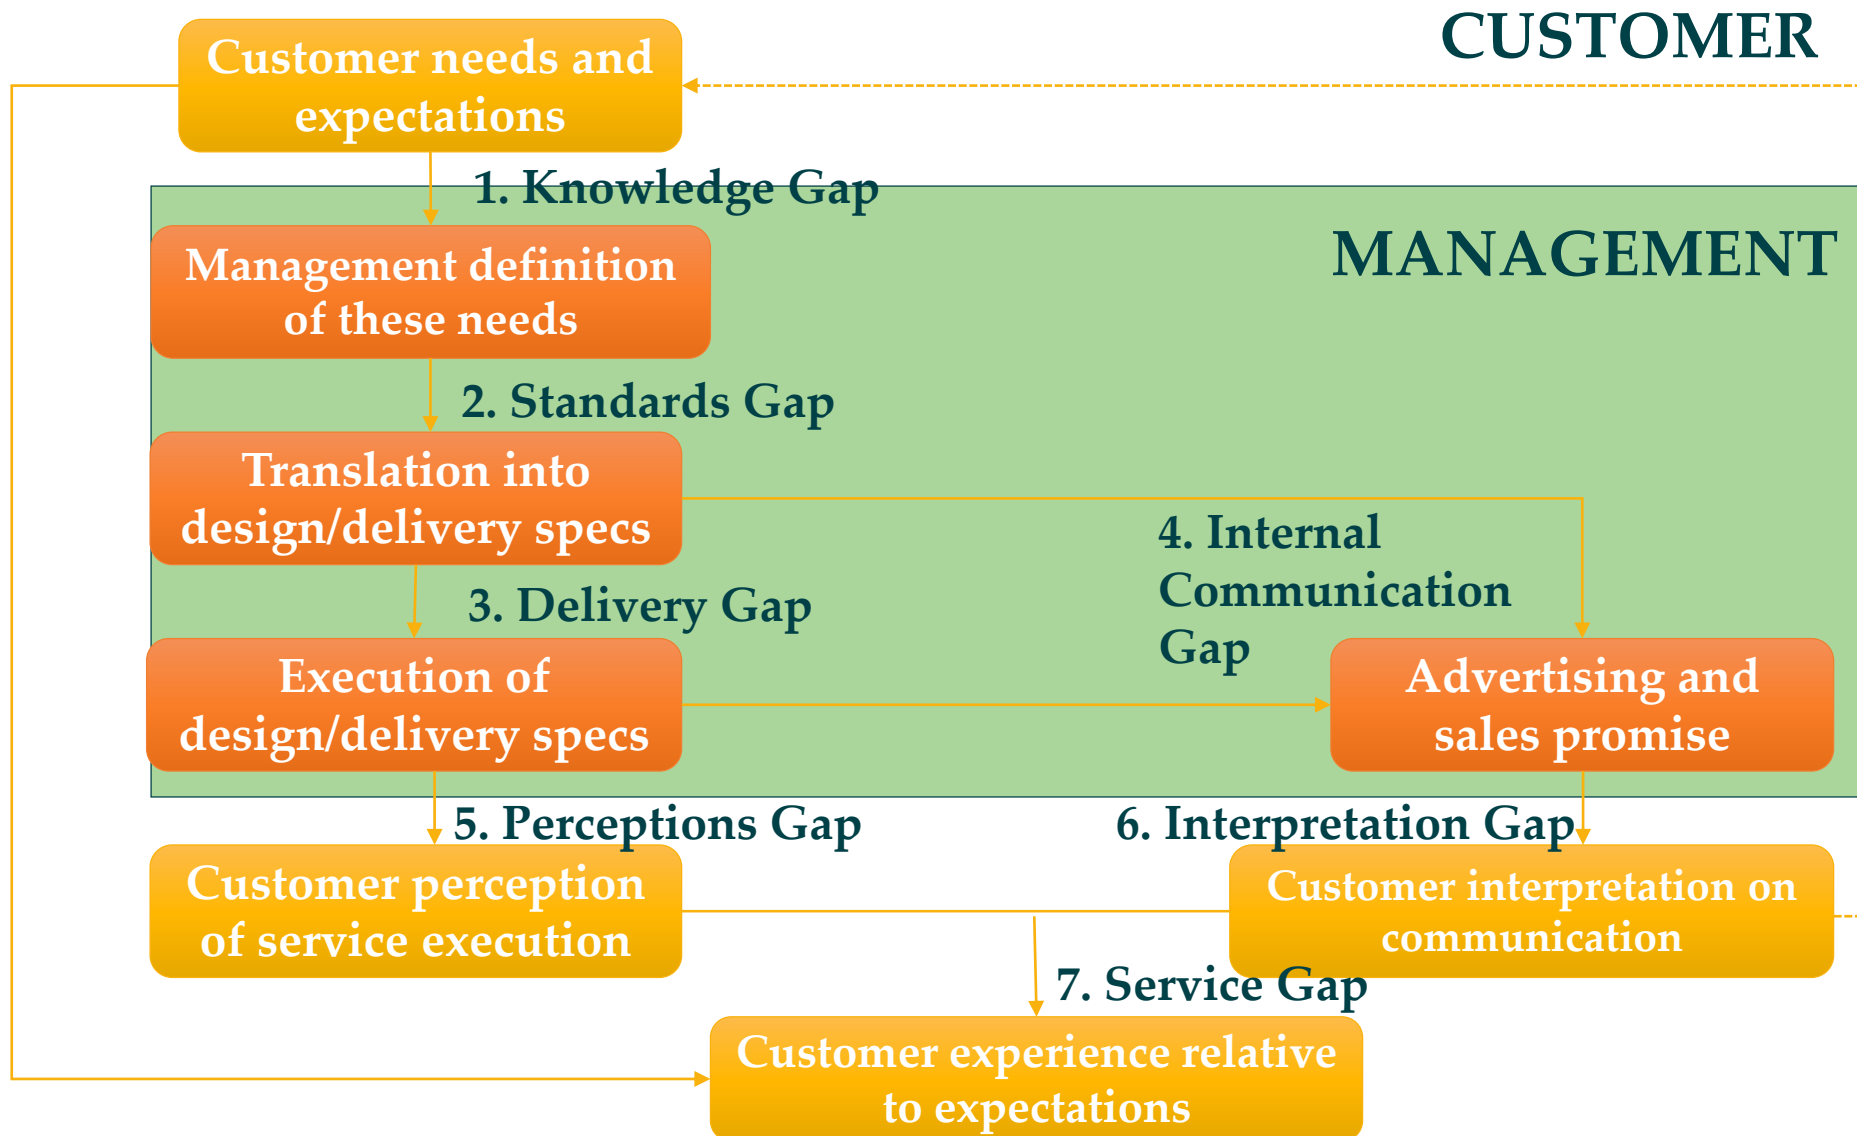 CUSTOMER
Customer needs and
expectations
1. Knowledge Gap
MANAGEMENT
Management definition
of these needs
2. Standards Gap
Translation into
design/delivery specs
4. Internal
Communication
Gap
3. Delivery Gap
Execution of
design/delivery specs
Advertising and
sales promise
5. Perceptions Gap
6. Interpretation Gap
Customer perception
of service execution
Customer interpretation on
communication
7. Service Gap
Customer experience relative
to expectations